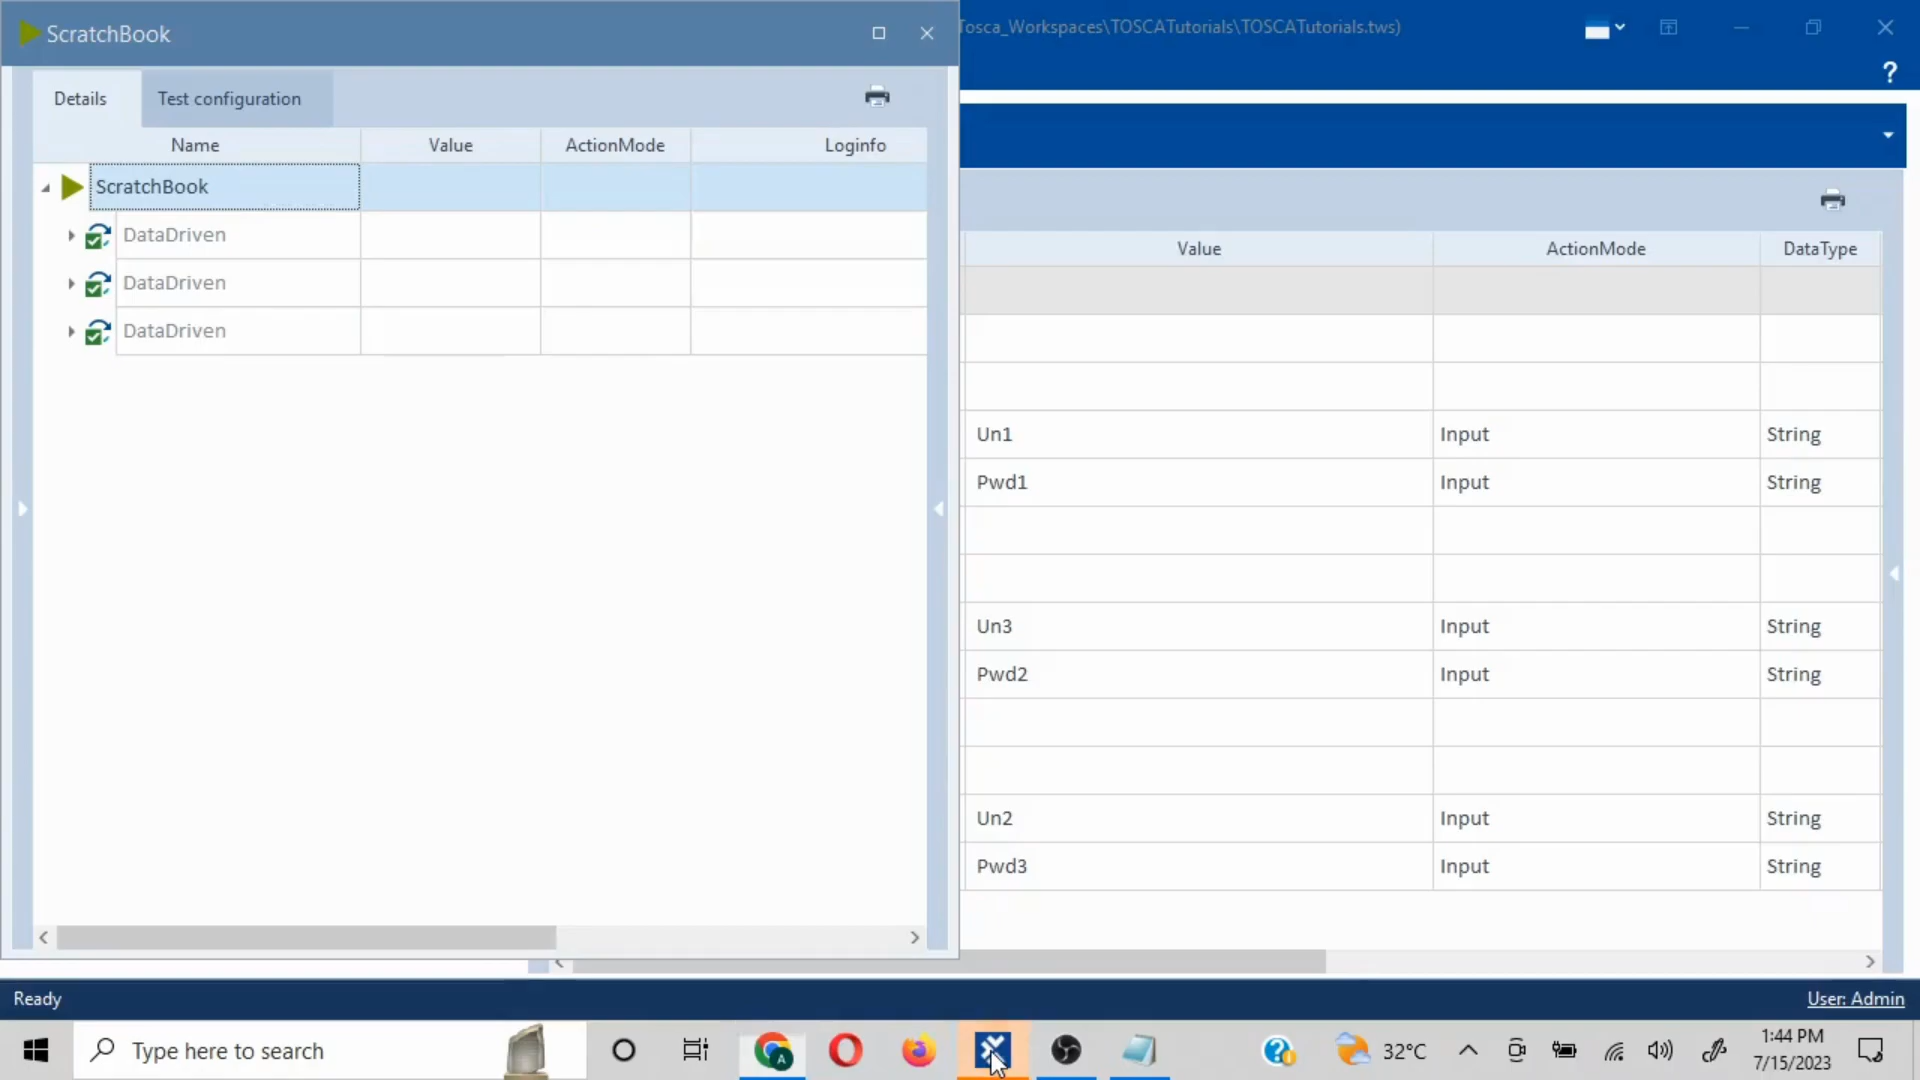 ScratchBook
Tosca_Workspaces\TOSCATutorials\TOSCATutorials.tws)
?
Details
Test configuration
Name
Value
ActionMode
Loginfo
ScratchBook
DataDriven
DataDriven
DataDriven
Value
ActionMode
DataType
Un1
Input
String
Pwd1
Input
String
Un3
Input
String
Pwd2
Input
String
Un2
Input
String
Pwd3
Input
String
Ready
User: Admin
Type here to search
A
?
32°C
1:44 PM
7/15/2023